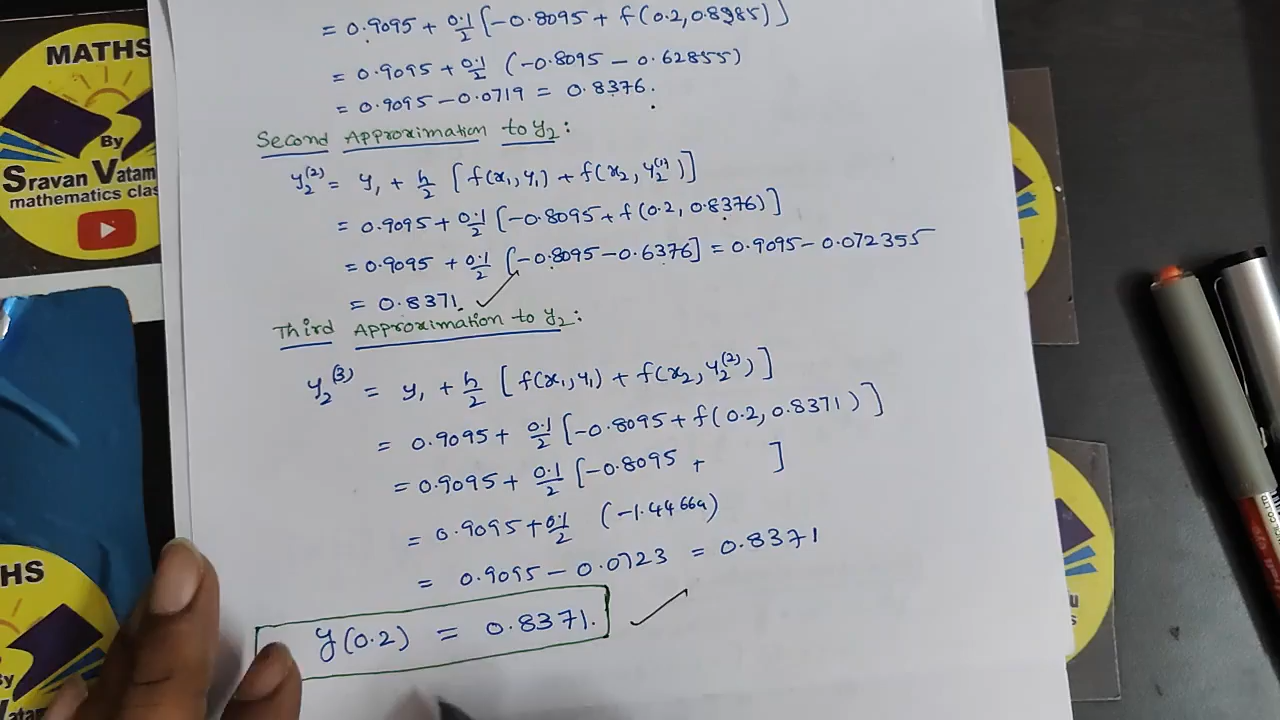 = 0.9095 + 0.1/2 [-0.8095 + f(0.2, 0.8985)]
= 0.9095 + 0.1/2 (-0.8095 - 0.62855)
= 0.9095 - 0.0719 = 0.8376.
Second Approximation to y₂:
y₂⁽²⁾ = y₁ + h/2 [f(x₁,y₁) + f(x₂, y₂⁽¹⁾)]
= 0.9095 + 0.1/2 [-0.8095 + f(0.2, 0.8376)]
= 0.9095 + 0.1/2 [-0.8095 - 0.6376] = 0.9095 - 0.072355
= 0.8371. ✓
Third Approximation to y₂:
y₂⁽³⁾ = y₁ + h/2 [f(x₁,y₁) + f(x₂, y₂⁽²⁾)]
= 0.9095 + 0.1/2 [-0.8095 + f(0.2, 0.8371)]
= 0.9095 + 0.1/2 [-0.8095 + ]
= 0.9095 + 0.1/2 (-1.44664)
= 0.9095 - 0.0723 = 0.8371
y(0.2) = 0.8371. ✓
MATHS
By
Sravan Vatam
mathematics clas
HS
By
Vatam